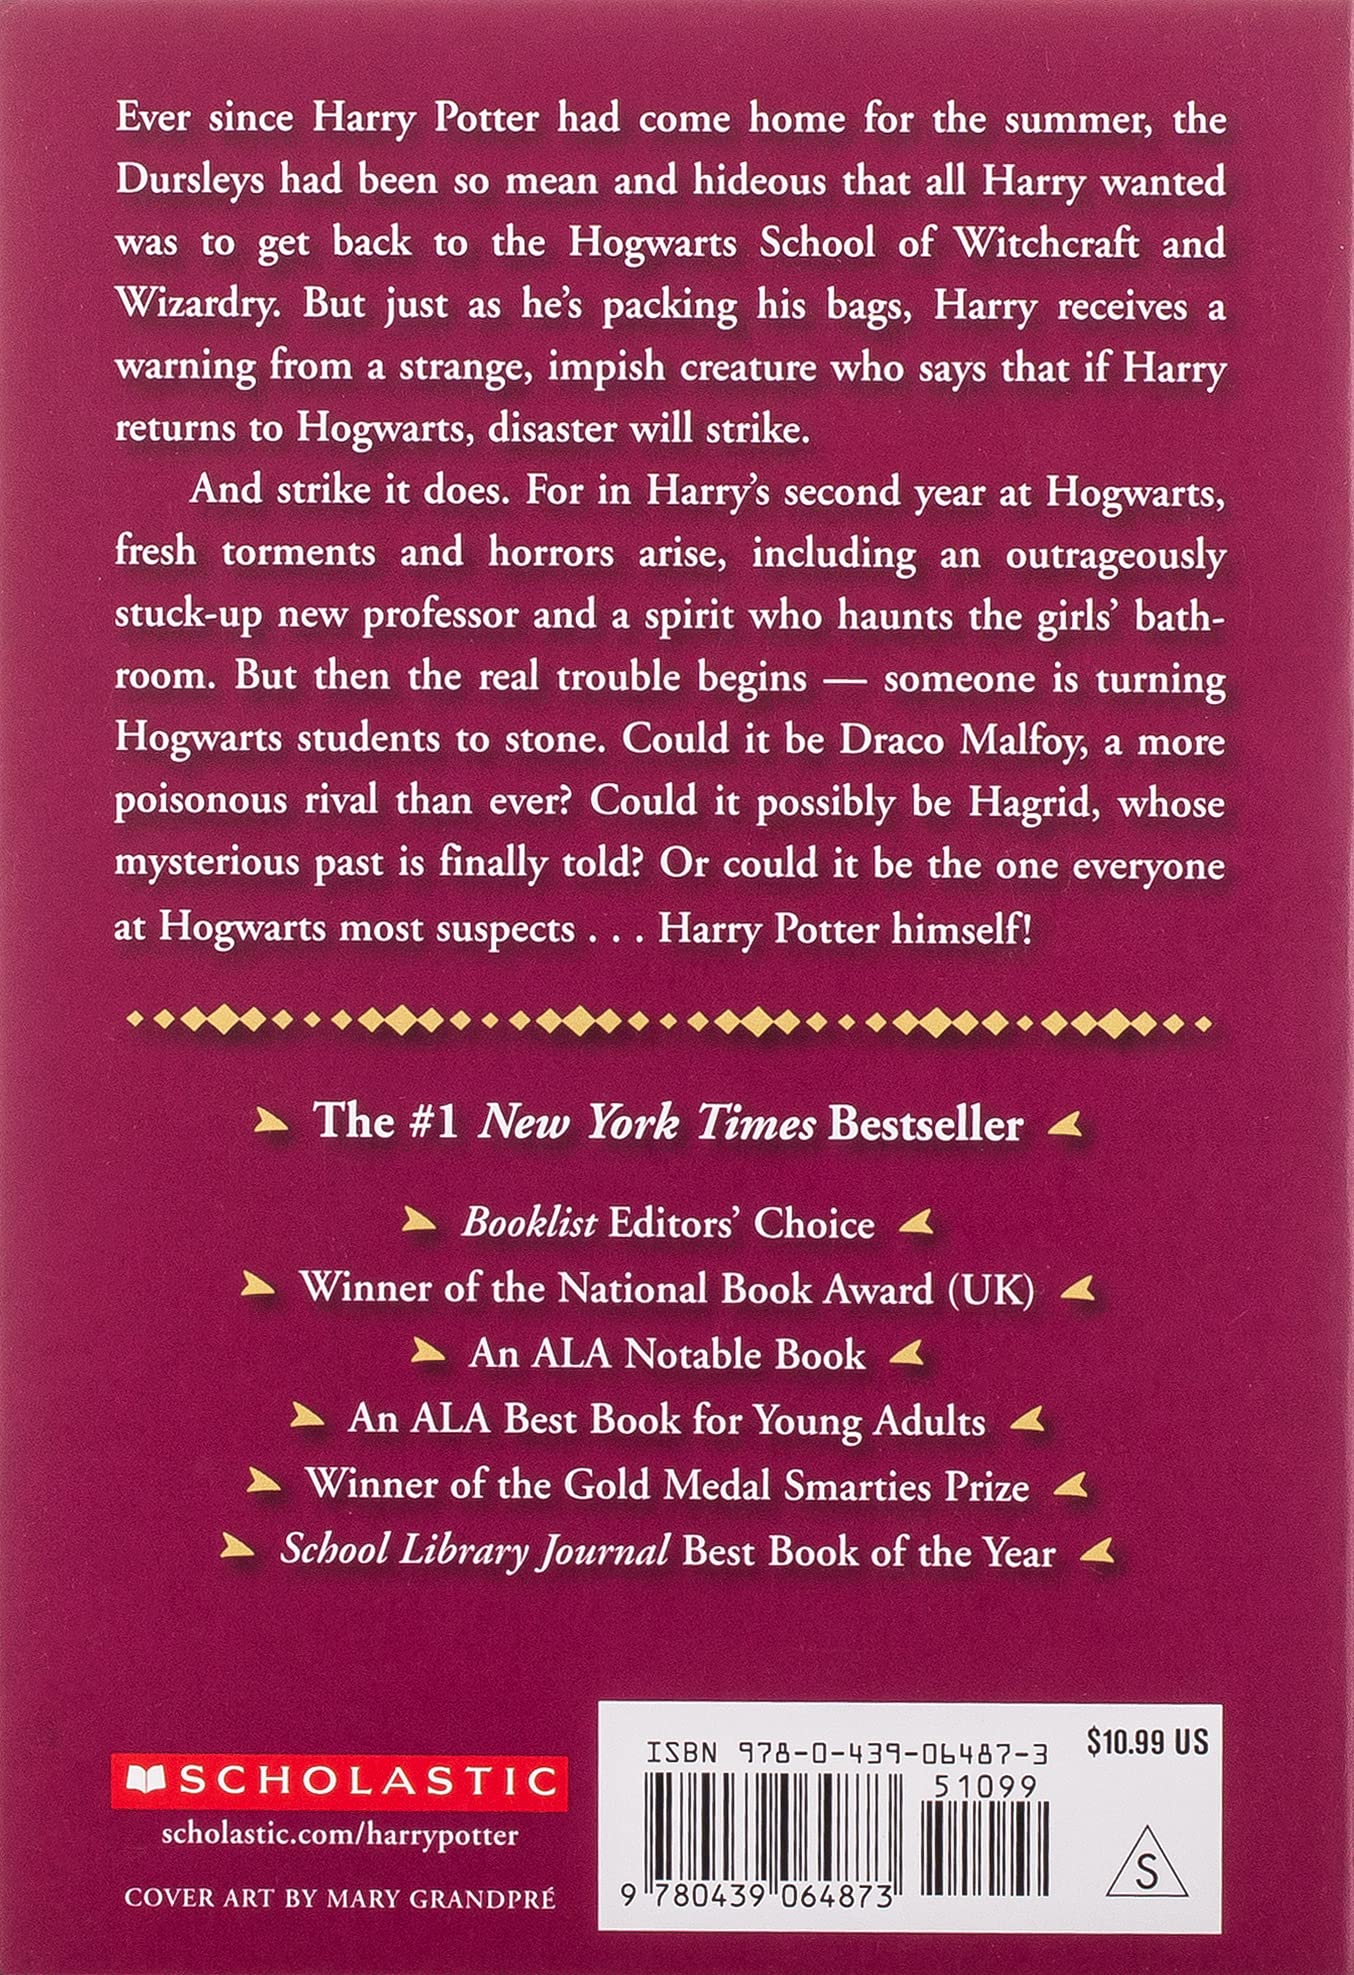 Ever since Harry Potter had come home for the summer, the
Dursleys had been so mean and hideous that all Harry wanted
was to get back to the Hogwarts School of Witchcraft and
Wizardry. But just as he's packing his bags, Harry receives a
warning from a strange, impish creature who says that if Harry
returns to Hogwarts, disaster will strike.
And strike it does. For in Harry's second year at Hogwarts,
fresh torments and horrors arise, including an outrageously
stuck-up new professor and a spirit who haunts the girls' bath-
room. But then the real trouble begins — someone is turning
Hogwarts students to stone. Could it be Draco Malfoy, a more
poisonous rival than ever? Could it possibly be Hagrid, whose
mysterious past is finally told? Or could it be the one everyone
at Hogwarts most suspects . . . Harry Potter himself!
The #1 New York Times Bestseller
Booklist Editors' Choice
Winner of the National Book Award (UK)
An ALA Notable Book
An ALA Best Book for Young Adults
Winner of the Gold Medal Smarties Prize
School Library Journal Best Book of the Year
SCHOLASTIC
scholastic.com/harrypotter
COVER ART BY MARY GRANDPRÉ
ISBN 978-0-439-06487-3
$10.99 US
51099
9 780439 064873
S